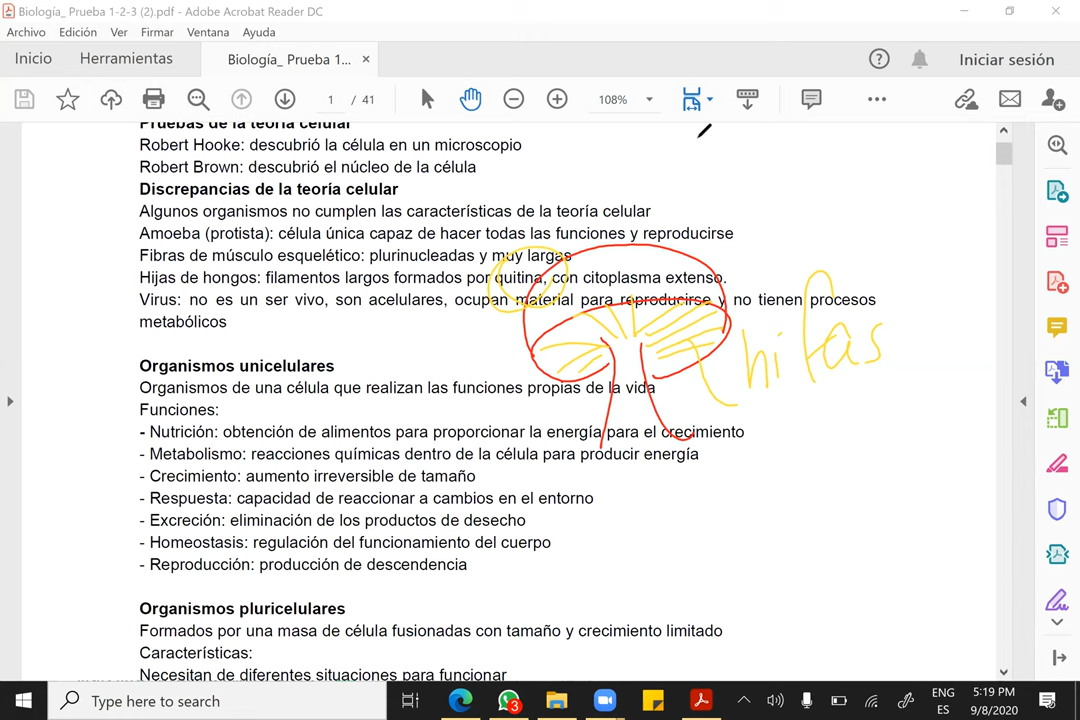 Biología_ Prueba 1-2-3 (2).pdf - Adobe Acrobat Reader DC
Archivo Edición Ver Firmar Ventana Ayuda
Inicio Herramientas Biología_ Prueba 1... × Iniciar sesión
1 / 41 108%
Pruebas de la teoría celular
Robert Hooke: descubrió la célula en un microscopio
Robert Brown: descubrió el núcleo de la célula
Discrepancias de la teoría celular
Algunos organismos no cumplen las características de la teoría celular
Amoeba (protista): célula única capaz de hacer todas las funciones y reproducirse
Fibras de músculo esquelético: plurinucleadas y muy largas
Hijas de hongos: filamentos largos formados por quitina, con citoplasma extenso.
Virus: no es un ser vivo, son acelulares, ocupan material para reproducirse y no tienen procesos
metabólicos
hifas
Organismos unicelulares
Organismos de una célula que realizan las funciones propias de la vida
Funciones:
- Nutrición: obtención de alimentos para proporcionar la energía para el crecimiento
- Metabolismo: reacciones químicas dentro de la célula para producir energía
- Crecimiento: aumento irreversible de tamaño
- Respuesta: capacidad de reaccionar a cambios en el entorno
- Excreción: eliminación de los productos de desecho
- Homeostasis: regulación del funcionamiento del cuerpo
- Reproducción: producción de descendencia
Organismos pluricelulares
Formados por una masa de célula fusionadas con tamaño y crecimiento limitado
Características:
Necesitan de diferentes situaciones para funcionar
Type here to search 3 ENG 5:19 PM
ES 9/8/2020